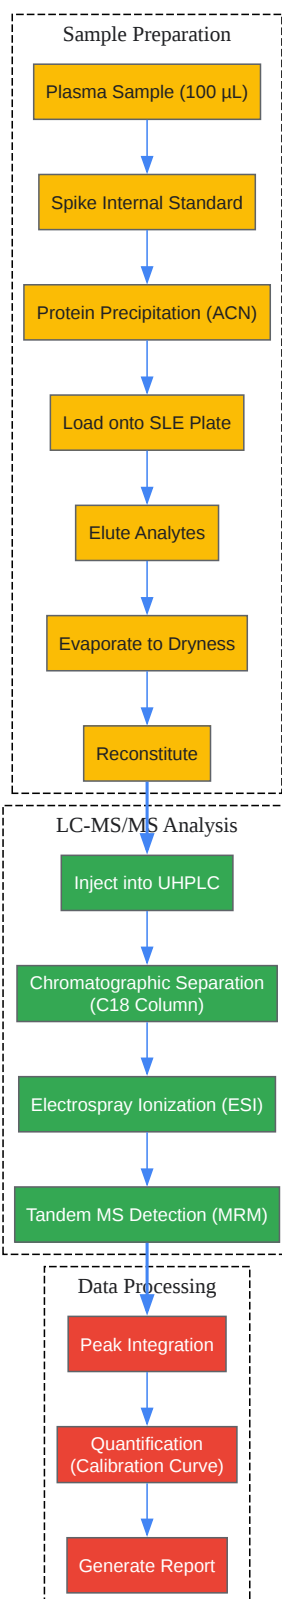 Sample Preparation
Plasma Sample (100 µL)
Spike Internal Standard
Protein Precipitation (ACN)
Load onto SLE Plate
Elute Analytes
Evaporate to Dryness
Reconstitute
LC-MS/MS Analysis
Inject into UHPLC
Chromatographic Separation
(C18 Column)
Electrospray Ionization (ESI)
Tandem MS Detection (MRM)
Data Processing
Peak Integration
Quantification
(Calibration Curve)
Generate Report